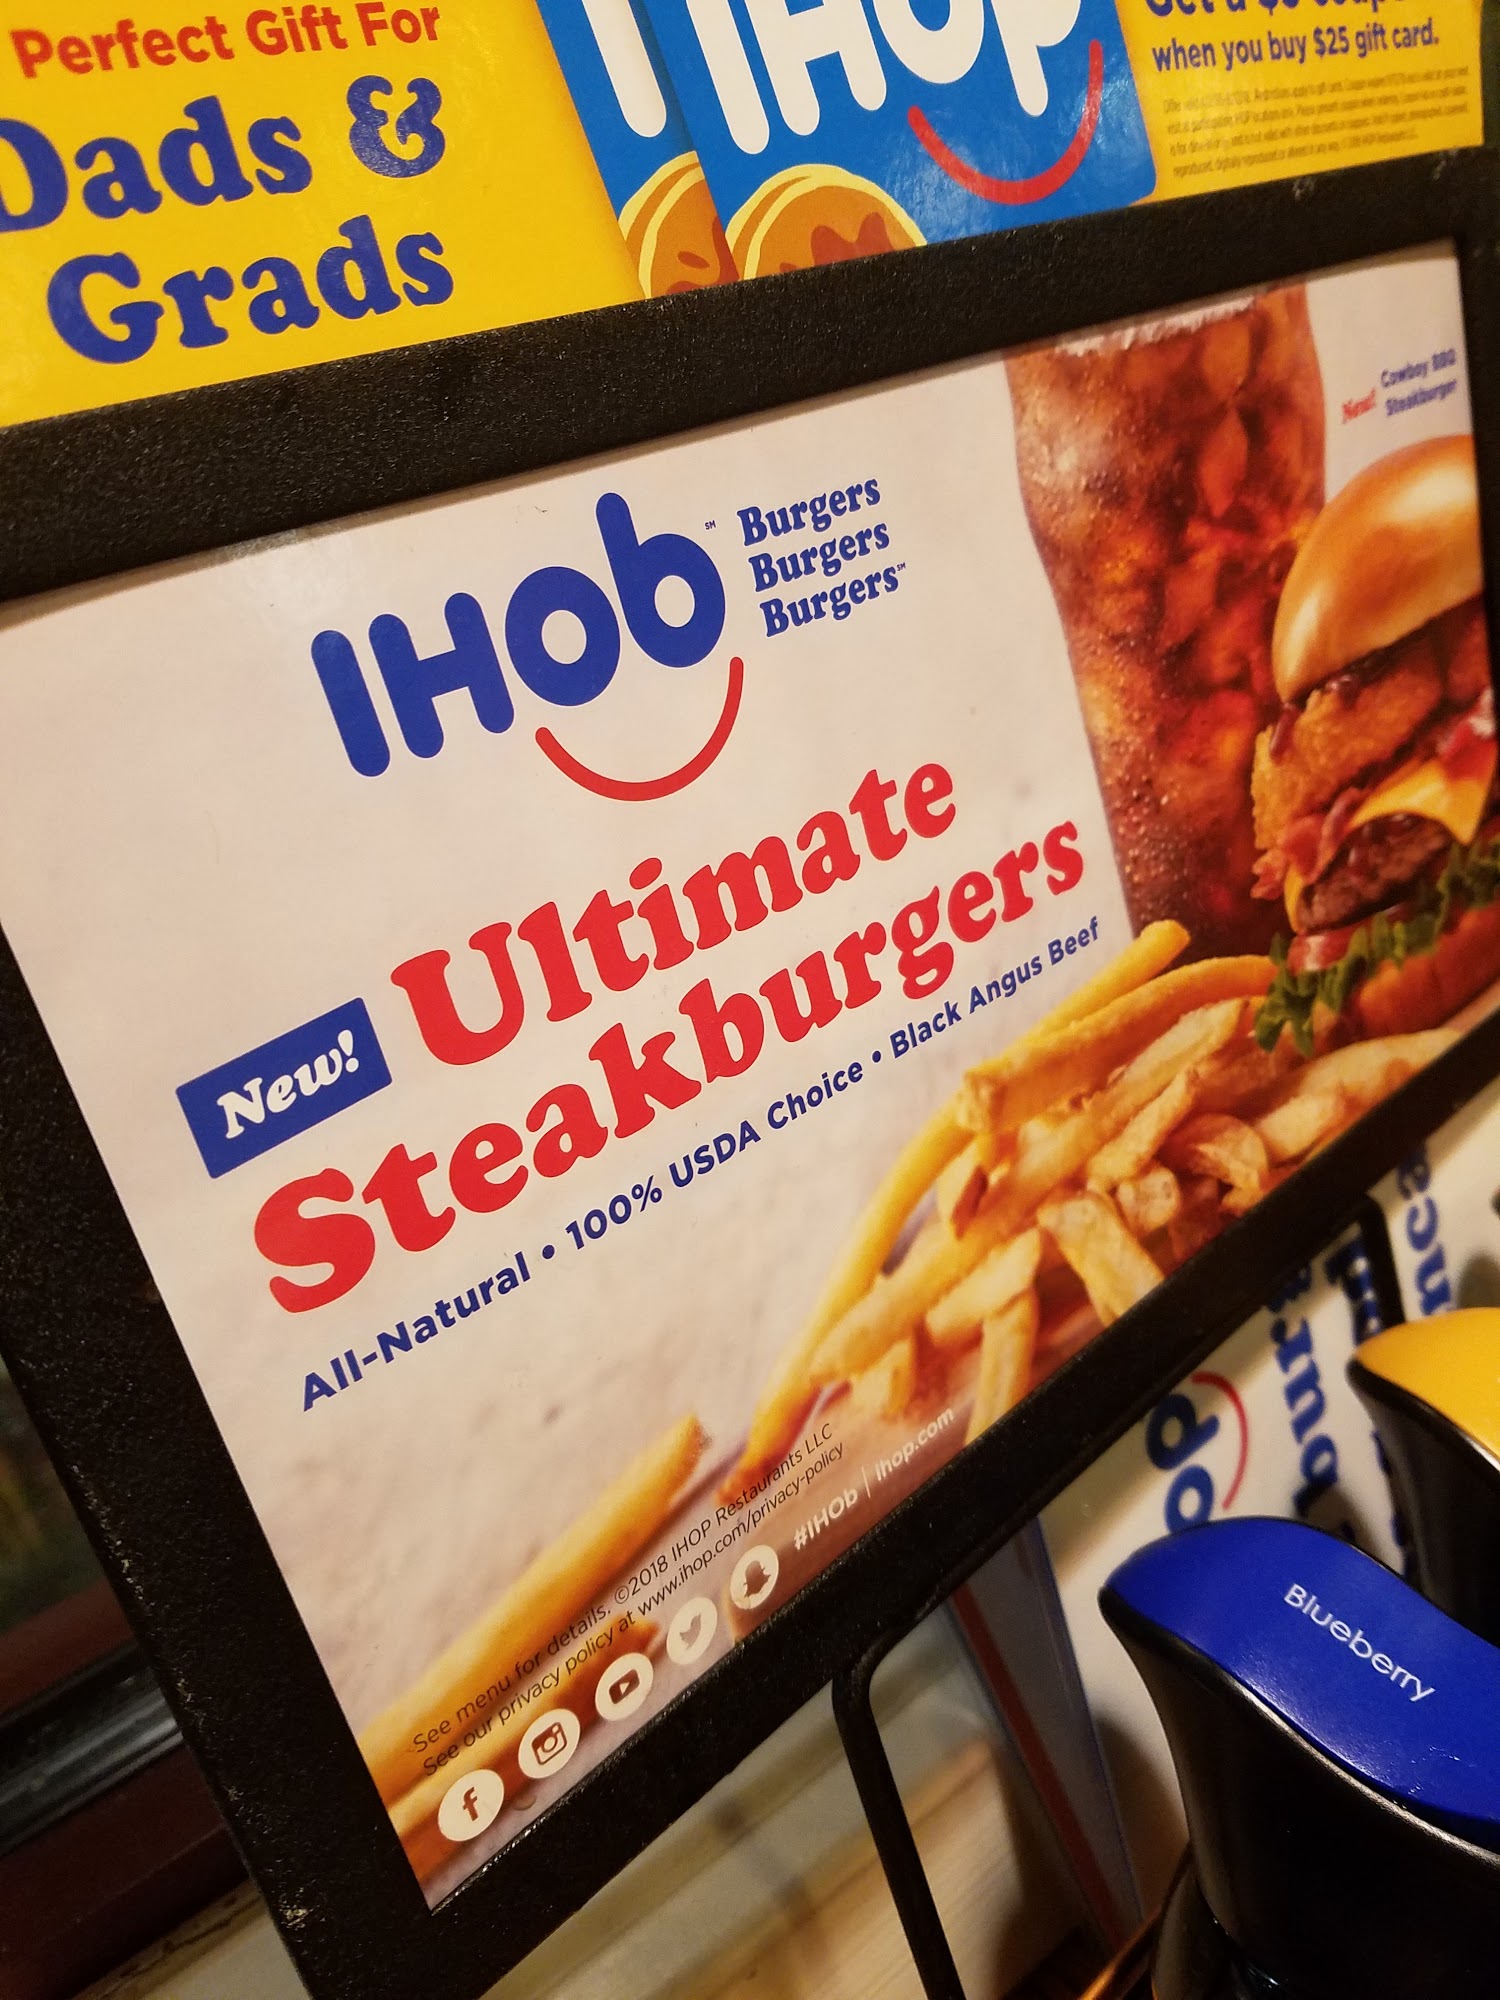 Perfect Gift For
Dads &
Grads
IHOP
when you buy $25 gift card.
New! Cowboy BBQ
Steakburger
IHOb℠
Burgers
Burgers
Burgers℠
New! Ultimate
Steakburgers
All-Natural • 100% USDA Choice • Black Angus Beef
See menu for details. ©2018 IHOP Restaurants LLC
See our privacy policy at www.ihop.com/privacy-policy
#IHOb | ihop.com
Blueberry